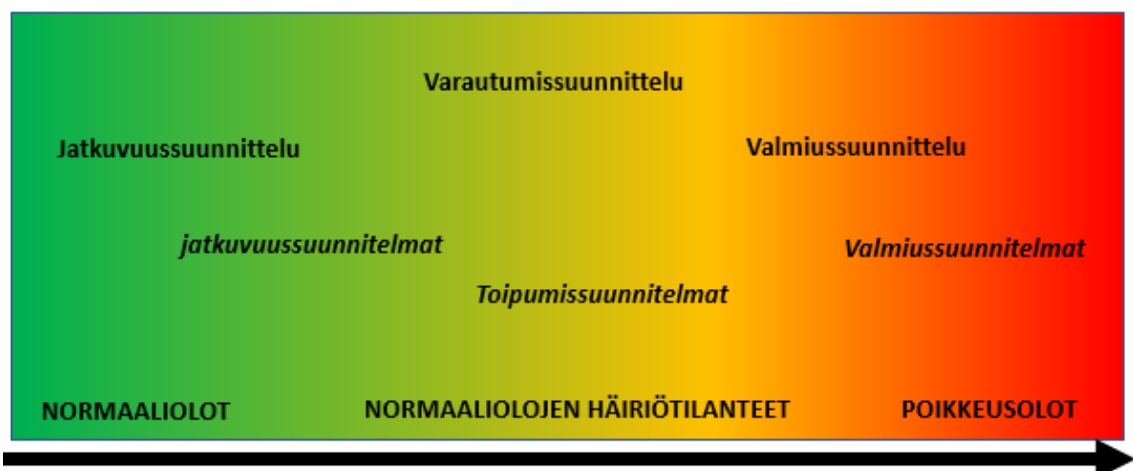 Varautumissuunnittelu
Jatkuvuussuunnittelu
Valmiussuunnittelu
jatkuvuussuunnitelmat
Valmiussuunnitelmat
Toipumissuunnitelmat
NORMAALIOLOT
NORMAALIOLOJEN HÄIRIÖTILANTEET
POIKKEUSOLOT